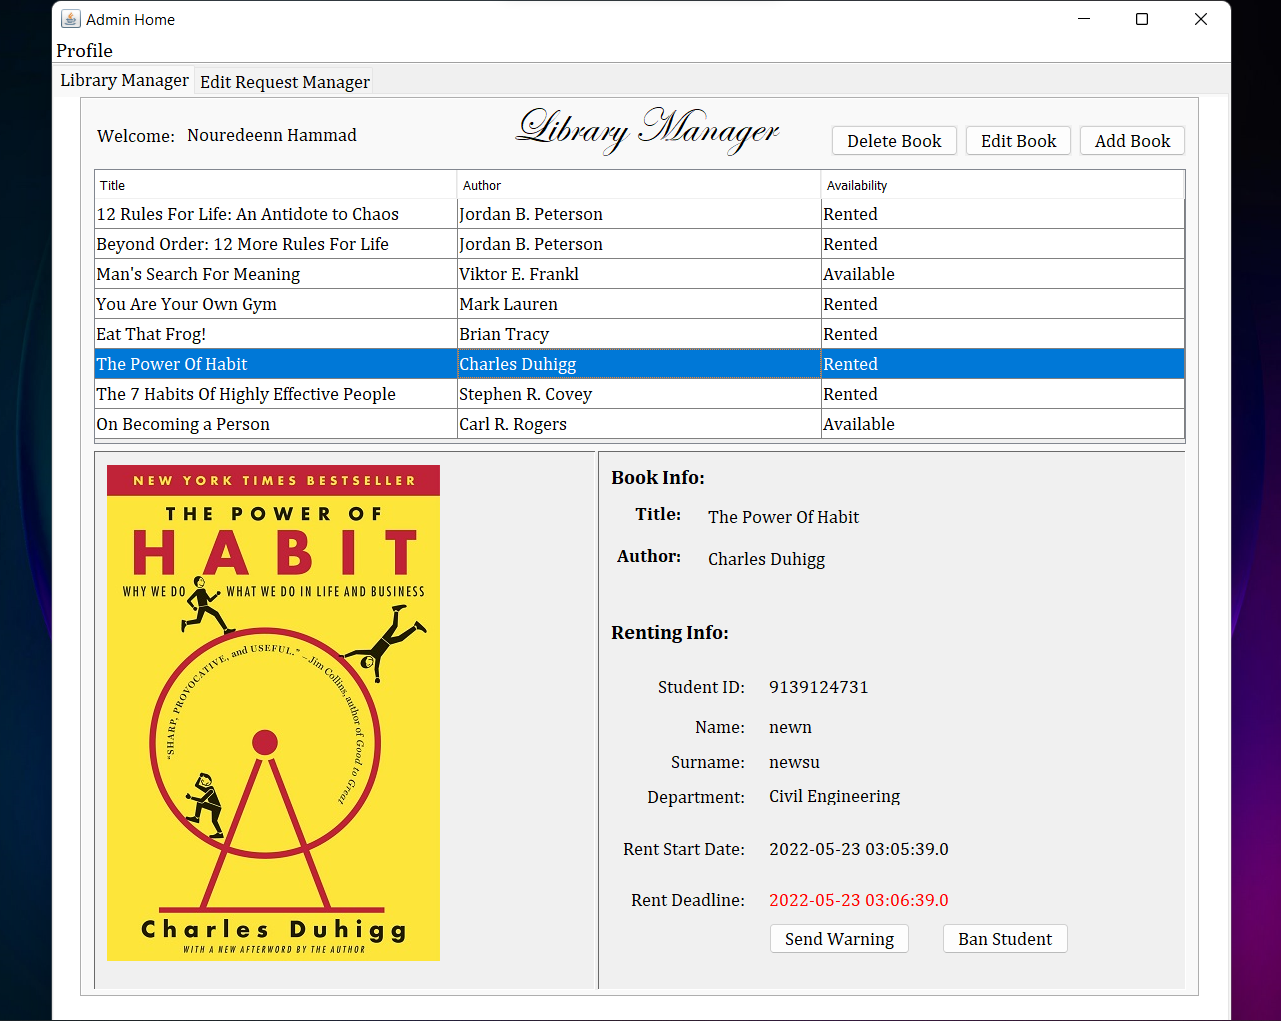 Admin Home
Profile
Library Manager Edit Request Manager
Welcome: Nouredeenn Hammad
Library Manager
Delete Book Edit Book Add Book
Title Author Availability
12 Rules For Life: An Antidote to Chaos Jordan B. Peterson Rented
Beyond Order: 12 More Rules For Life Jordan B. Peterson Rented
Man's Search For Meaning Viktor E. Frankl Available
You Are Your Own Gym Mark Lauren Rented
Eat That Frog! Brian Tracy Rented
The Power Of Habit Charles Duhigg Rented
The 7 Habits Of Highly Effective People Stephen R. Covey Rented
On Becoming a Person Carl R. Rogers Available
NEW YORK TIMES BESTSELLER
THE POWER OF
HABIT
WHY WE DO WHAT WE DO IN LIFE AND BUSINESS
"SHARP, PROVOCATIVE, and USEFUL." – Jim Collins, author of Good to Great
Charles Duhigg
WITH A NEW AFTERWORD BY THE AUTHOR
Book Info:
Title: The Power Of Habit
Author: Charles Duhigg
Renting Info:
Student ID: 9139124731
Name: newn
Surname: newsu
Department: Civil Engineering
Rent Start Date: 2022-05-23 03:05:39.0
Rent Deadline: 2022-05-23 03:06:39.0
Send Warning Ban Student